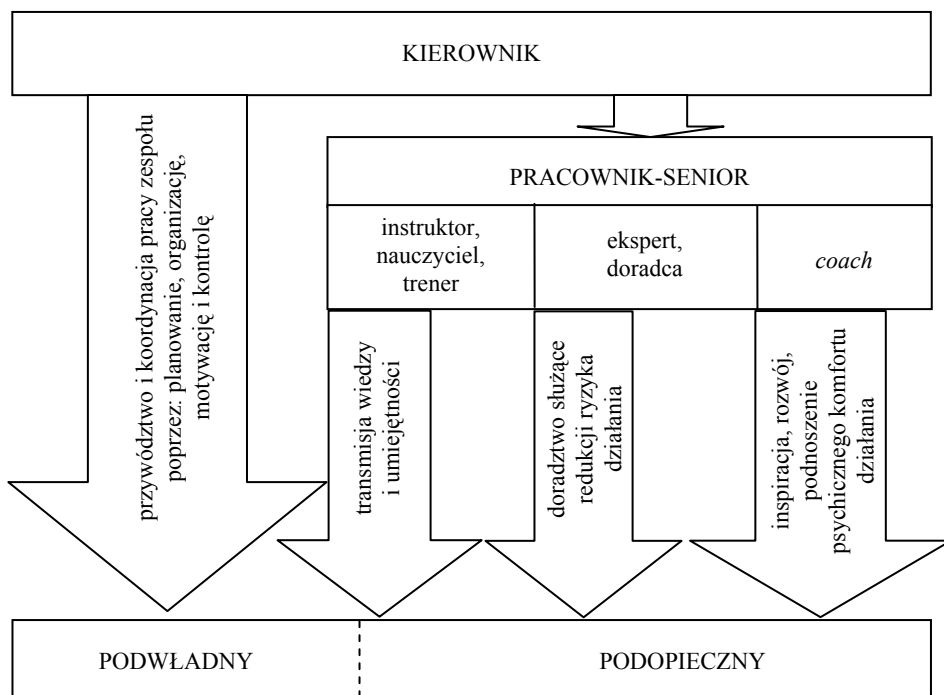 KIEROWNIK
przywództwo i koordynacja pracy zespołu
poprzez: planowanie, organizację,
motywację i kontrolę
PRACOWNIK-SENIOR
instruktor,
nauczyciel,
trener
ekspert,
doradca
coach
transmisja wiedzy
i umiejętności
doradztwo służące
redukcji ryzyka
działania
inspiracja, rozwój,
podnoszenie
psychicznego komfortu
działania
PODWŁADNY
PODOPIECZNY